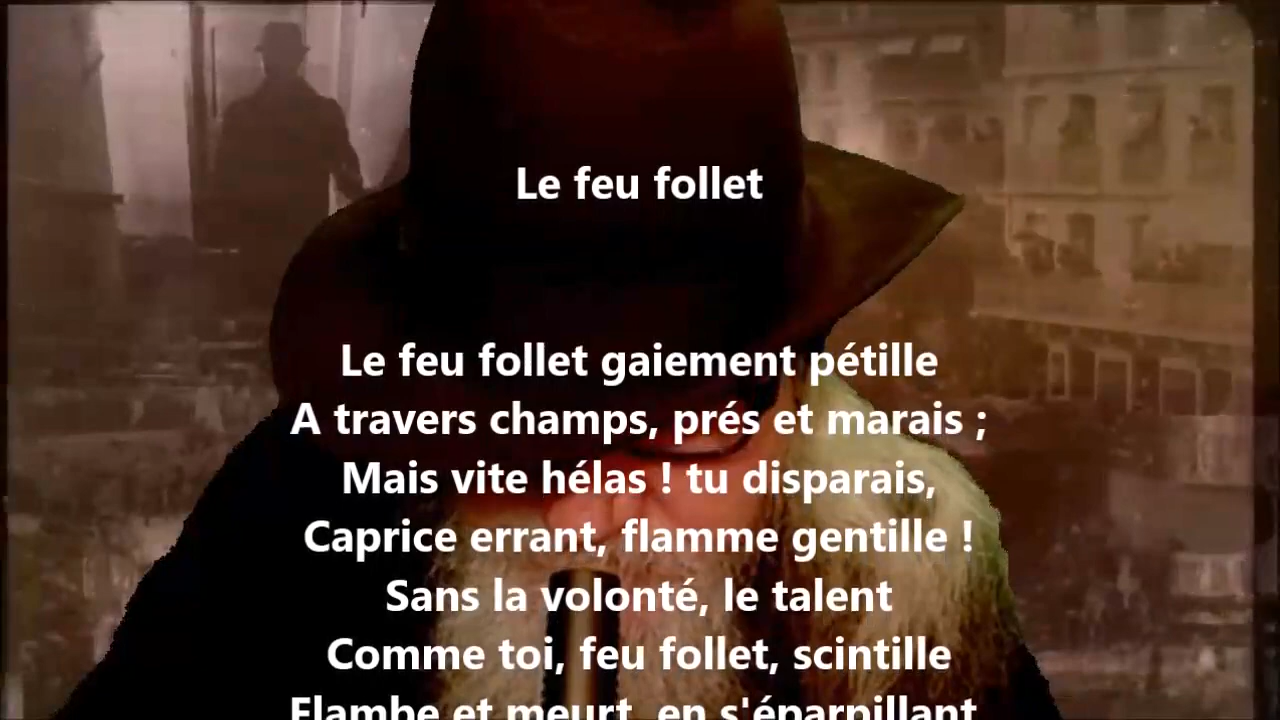 Le feu follet
Le feu follet gaiement pétille
A travers champs, prés et marais ;
Mais vite hélas ! tu disparais,
Caprice errant, flamme gentille !
Sans la volonté, le talent
Comme toi, feu follet, scintille
Flambe et meurt, en s'éparpillant